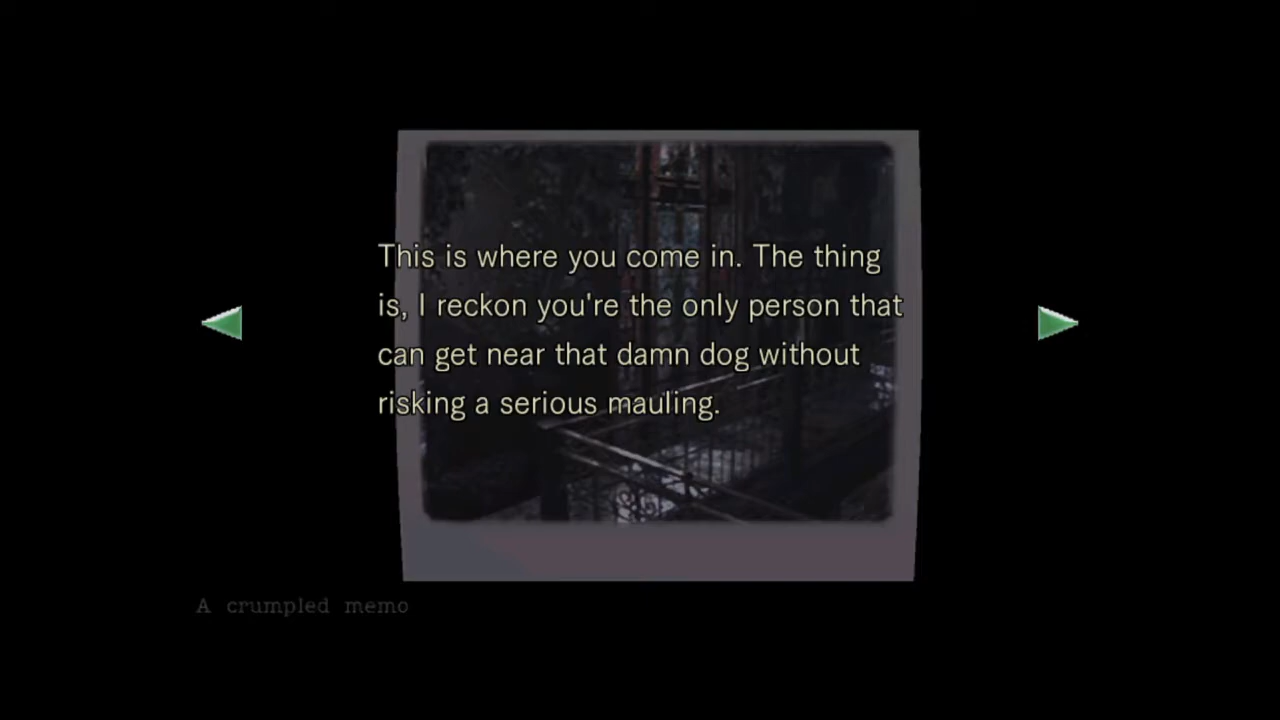 This is where you come in. The thing
is, I reckon you're the only person that
can get near that damn dog without
risking a serious mauling.
A crumpled memo